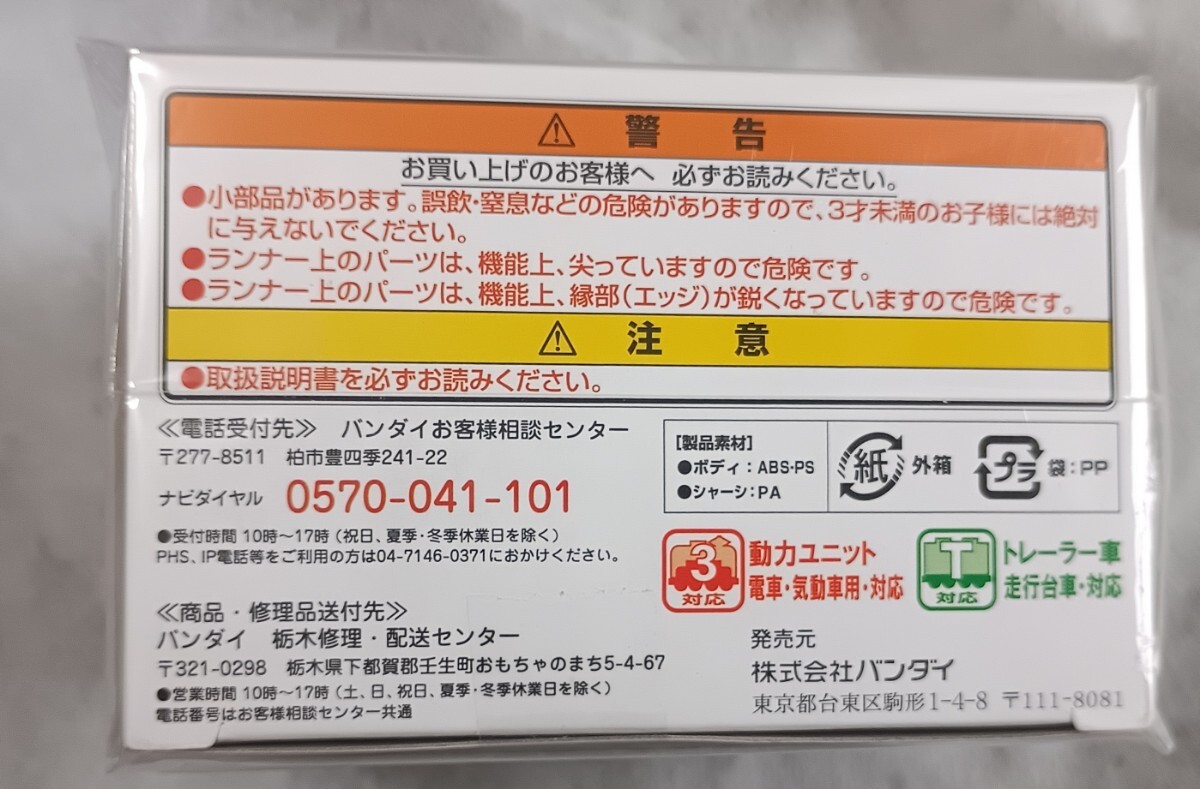 ⚠ 警 告
お買い上げのお客様へ 必ずお読みください。
●小部品があります。誤飲・窒息などの危険がありますので、3才未満のお子様には絶対
に与えないでください。
●ランナー上のパーツは、機能上、尖っていますので危険です。
●ランナー上のパーツは、機能上、縁部(エッジ)が鋭くなっていますので危険です。
⚠ 注 意
●取扱説明書を必ずお読みください。
≪電話受付先≫ バンダイお客様相談センター
〒277-8511 柏市豊四季241-22
ナビダイヤル 0570-041-101
●受付時間 10時〜17時(祝日、夏季・冬季休業日を除く)
PHS、IP電話等をご利用の方は04-7146-0371におかけください。
≪商品・修理品送付先≫
バンダイ 栃木修理・配送センター
〒321-0298 栃木県下都賀郡壬生町おもちゃのまち5-4-67
●営業時間 10時〜17時(土、日、祝日、夏季・冬季休業日を除く)
電話番号はお客様相談センター共通
【製品素材】
●ボディ:ABS・PS
●シャーシ:PA
紙 外箱
プラ 袋:PP
3 対応
動力ユニット
電車・気動車用・対応
T 対応
トレーラー車
走行台車・対応
発売元
株式会社バンダイ
東京都台東区駒形1-4-8 〒111-8081